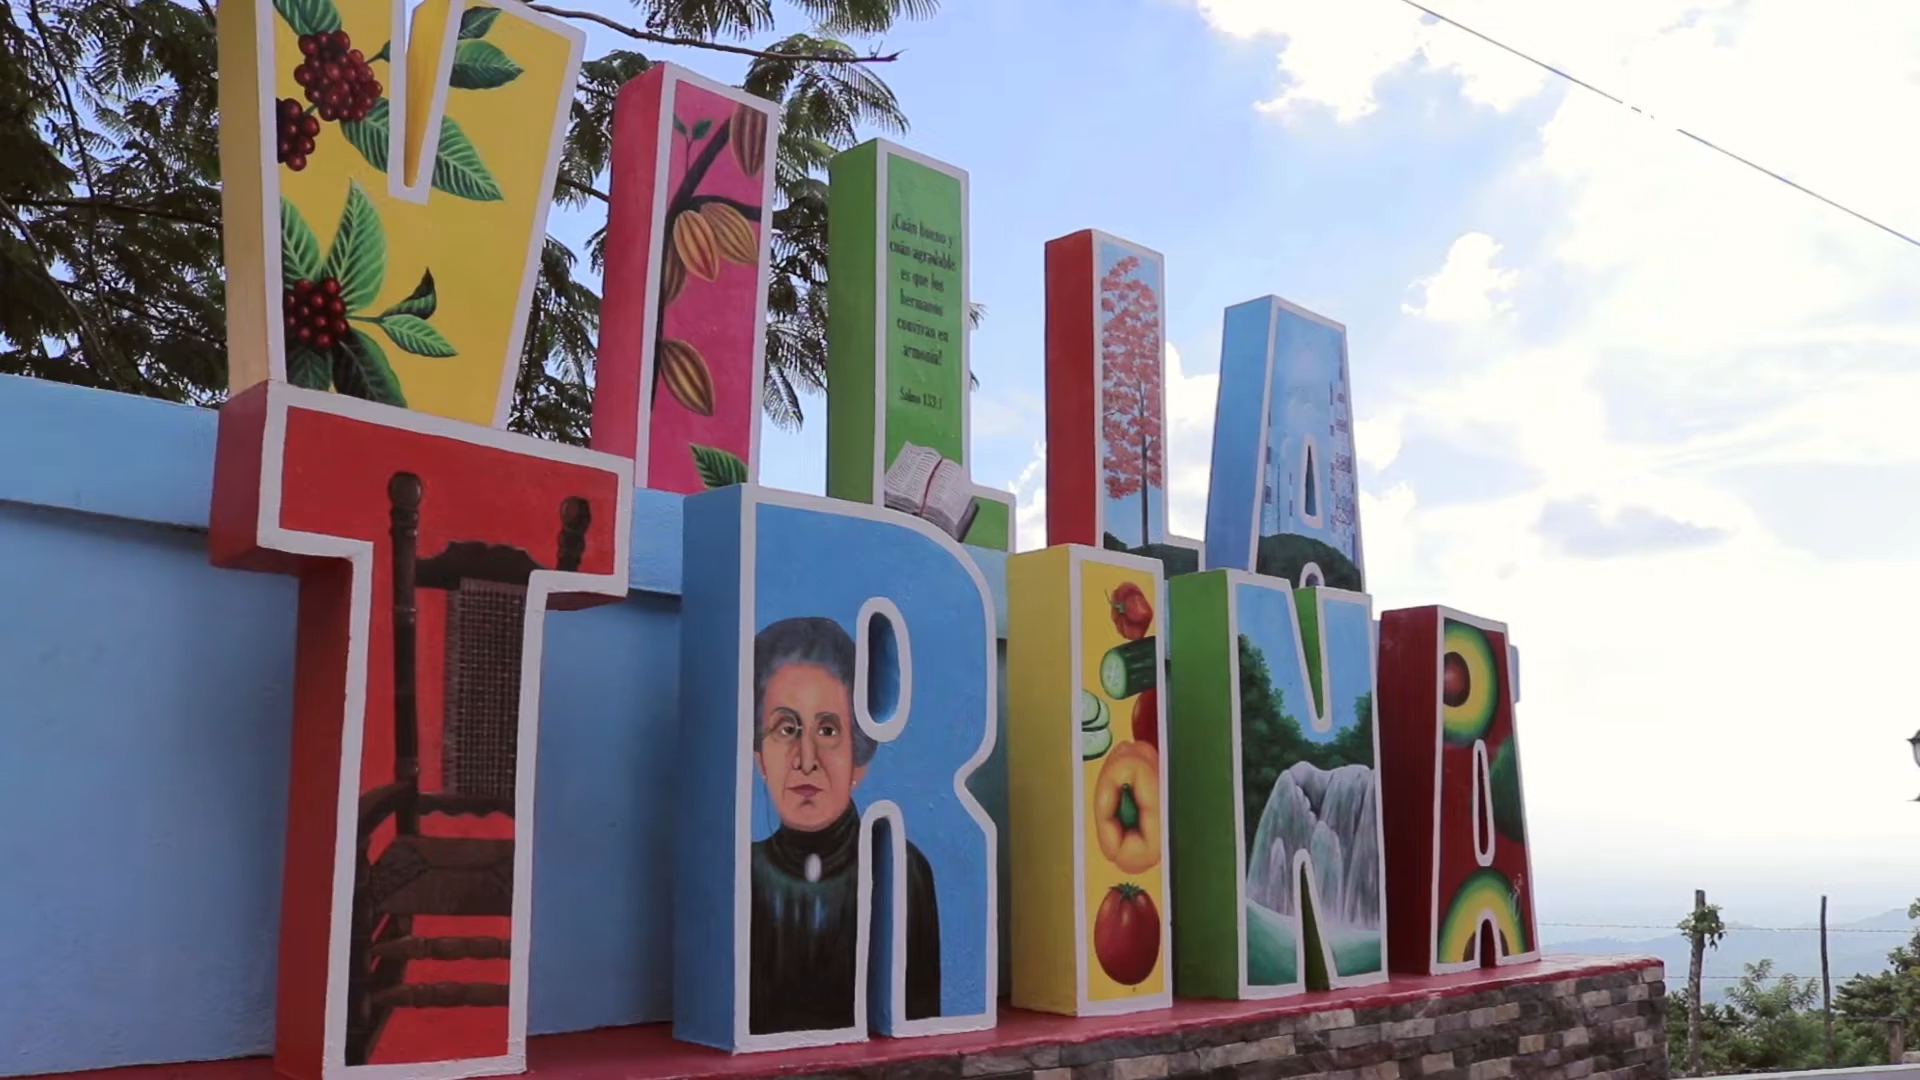 VILLA
¡Cuán bueno y
cuán agradable
es que los
hermanos
convivan en
armonía!
Salmo 133:1
TRINA